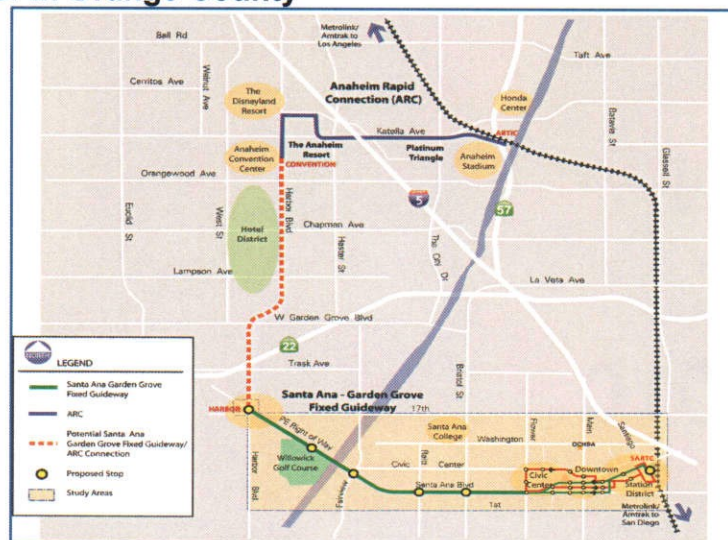 Metrolink/
Amtrak to
Los Angeles
Ball Rd
Taft Ave
Cerritos Ave
Walnut Ave
The
Disneyland
Resort
Anaheim Rapid
Connection (ARC)
Honda
Center
Batavia St
Glassell St
Katella Ave
ARTIC
Anaheim
Convention
Center
The Anaheim
Resort
CONVENTION
Platinum
Triangle
Anaheim
Stadium
Orangewood Ave
5
57
Euclid St
West St
Harbor Blvd
Hotel
District
Chapman Ave
Haster St
The City Dr
Lampson Ave
La Veta Ave
W Garden Grove Blvd
22
Trask Ave
Bristol St
NORTH
LEGEND
Santa Ana Garden Grove
Fixed Guideway
ARC
Potential Santa Ana
Garden Grove Fixed Guideway/
ARC Connection
Proposed Stop
Study Areas
Santa Ana - Garden Grove
Fixed Guideway
HARBOR
17th
PE Right of Way
Santa Ana
College
Washington
Flower
Main
Santiago
Willowick
Golf Course
Harbor Blvd.
Fairview
Civic Center
Civic
Center
Downtown
SARTC
Station
District
Santa Ana Blvd
1st
Metrolink/
Amtrak to
San Diego